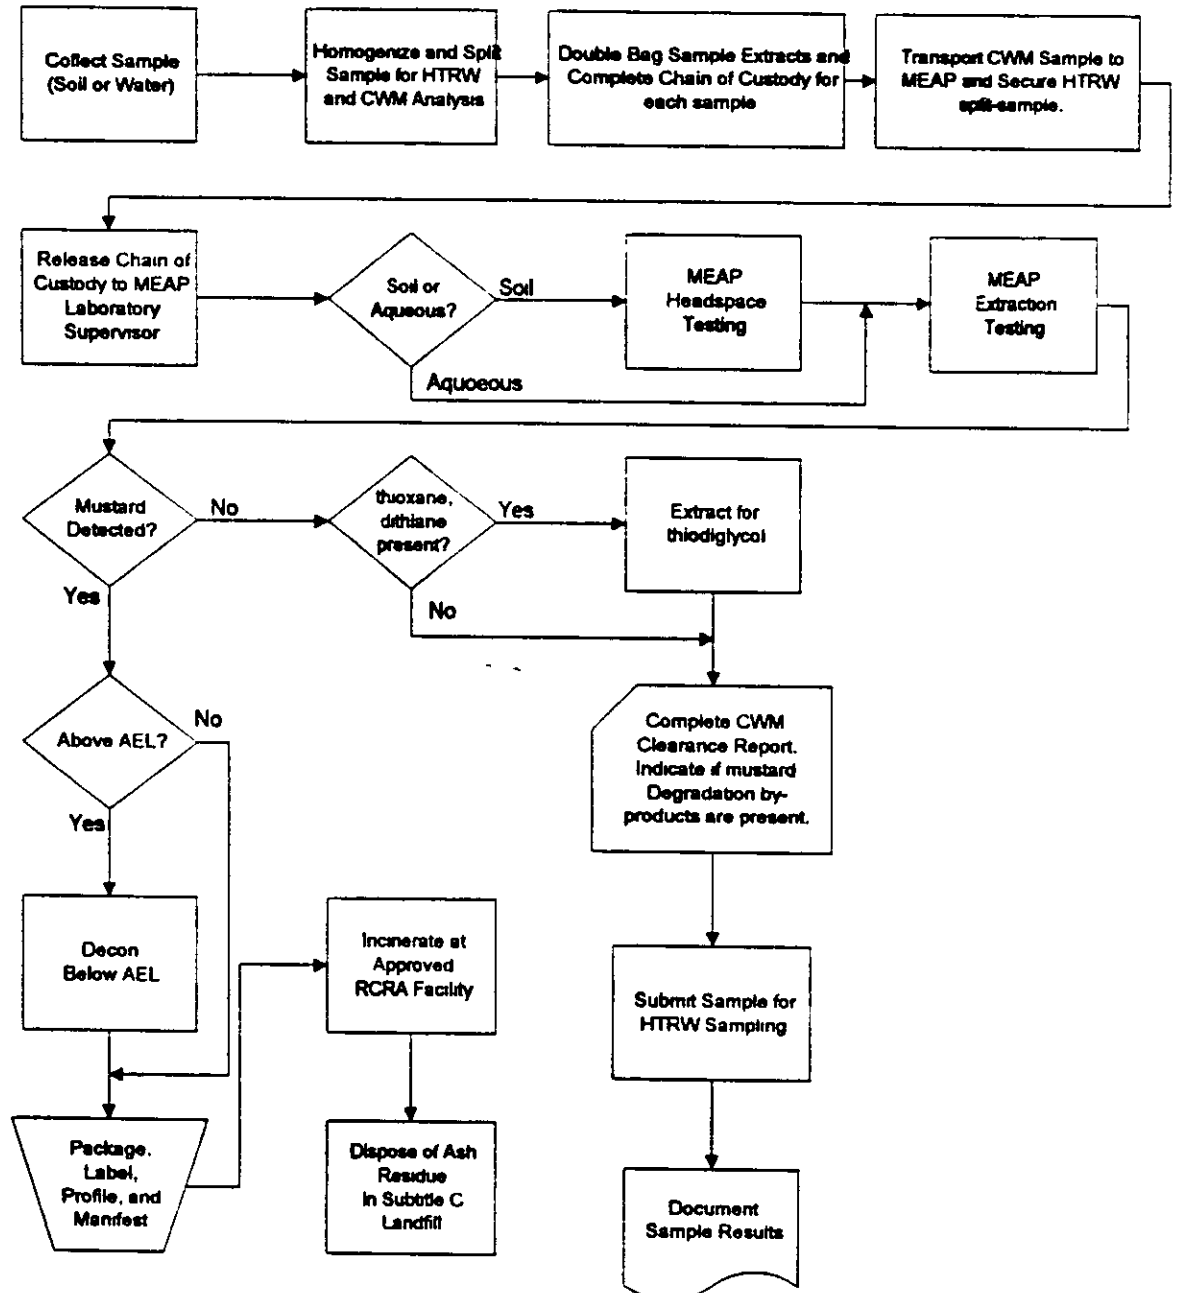 Collect Sample
(Soil or Water)
Homogenize and Split
Sample for HTRW
and CWM Analysis
Double Bag Sample Extracts and
Complete Chain of Custody for
each sample
Transport CWM Sample to
MEAP and Secure HTRW
split-sample.
Release Chain of
Custody to MEAP
Laboratory
Supervisor
Soil or
Aqueous?
Soil
Aquoeous
MEAP
Headspace
Testing
MEAP
Extraction
Testing
Mustard
Detected?
No
Yes
thioxane,
dithiane
present?
Yes
No
Extract for
thiodiglycol
Above AEL?
No
Yes
Complete CWM
Clearance Report.
Indicate if mustard
Degradation by-
products are present.
Decon
Below AEL
Incinerate at
Approved
RCRA Facility
Submit Sample for
HTRW Sampling
Package,
Label,
Profile, and
Manifest
Dispose of Ash
Residue
In Subtitle C
Landfill
Document
Sample Results